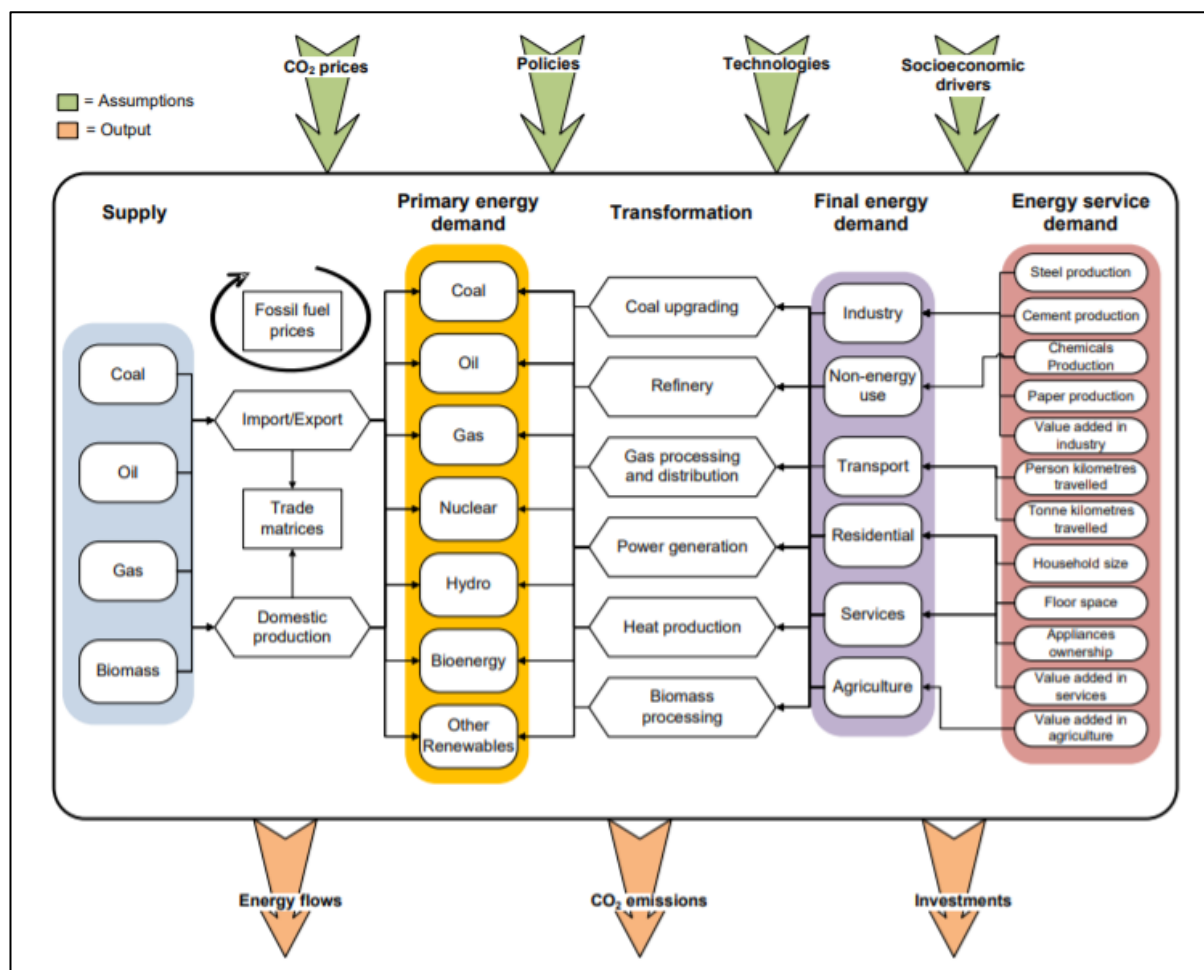 CO₂ prices
Policies
Technologies
Socioeconomic
drivers
= Assumptions
= Output
Supply
Primary energy
demand
Transformation
Final energy
demand
Energy service
demand
Coal
Oil
Gas
Biomass
Fossil fuel
prices
Import/Export
Trade
matrices
Domestic
production
Coal
Oil
Gas
Nuclear
Hydro
Bioenergy
Other
Renewables
Coal upgrading
Refinery
Gas processing
and distribution
Power generation
Heat production
Biomass
processing
Industry
Non-energy
use
Transport
Residential
Services
Agriculture
Steel production
Cement production
Chemicals
Production
Paper production
Value added in
industry
Person kilometres
travelled
Tonne kilometres
travelled
Household size
Floor space
Appliances
ownership
Value added in
services
Value added in
agriculture
Energy flows
CO₂ emissions
Investments